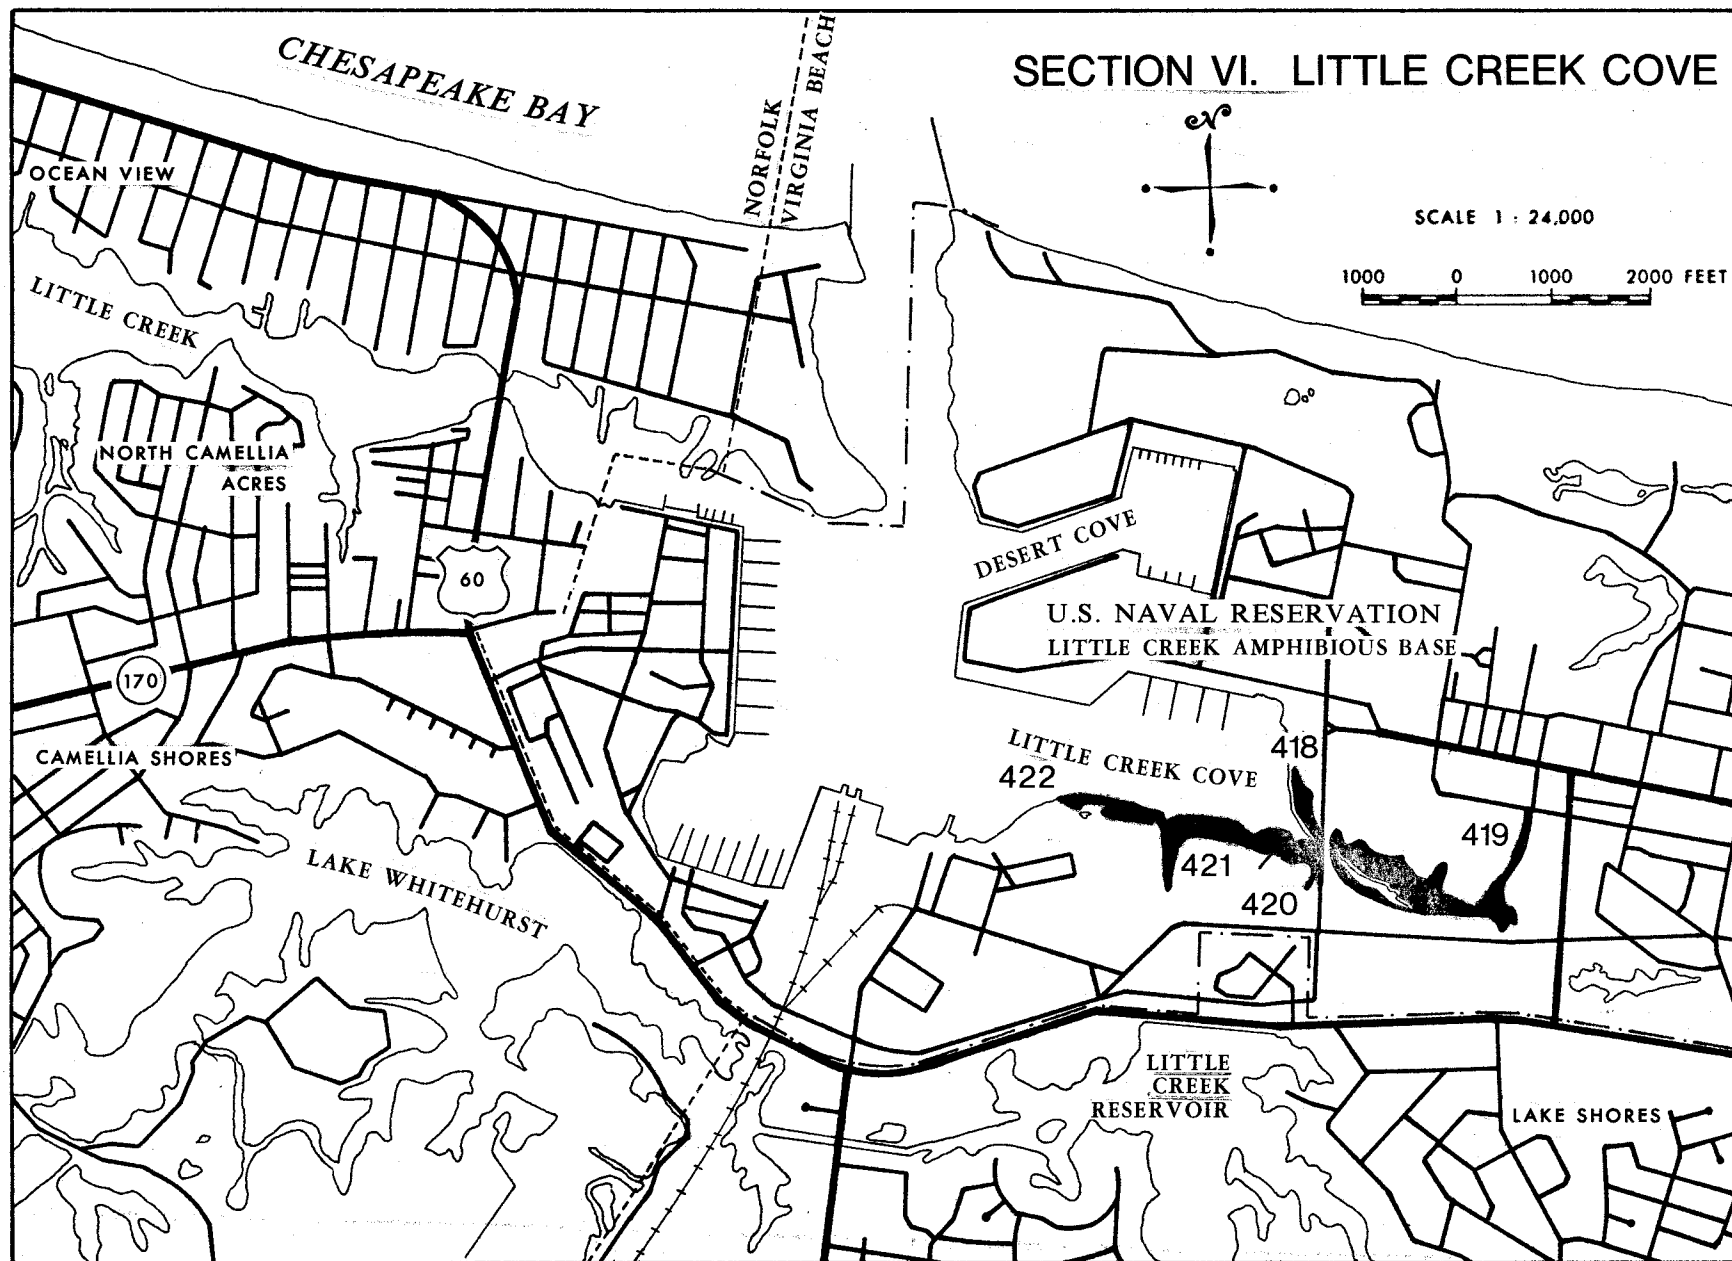 SECTION VI. LITTLE CREEK COVE
CHESAPEAKE BAY
NORFOLK
VIRGINIA BEACH
N
SCALE 1 : 24,000
1000 0 1000 2000 FEET
OCEAN VIEW
LITTLE CREEK
NORTH CAMELLIA
ACRES
60
DESERT COVE
U.S. NAVAL RESERVATION
LITTLE CREEK AMPHIBIOUS BASE
170
CAMELLIA SHORES
LITTLE CREEK COVE
418
422
419
421
420
LAKE WHITEHURST
LITTLE
CREEK
RESERVOIR
LAKE SHORES